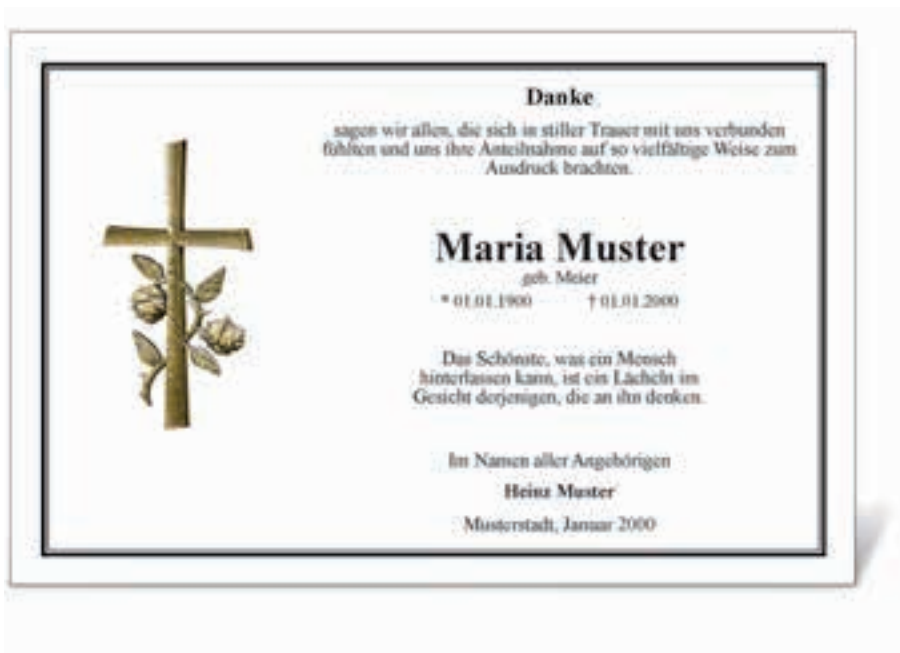 Danke
sagen wir allen, die sich in stiller Trauer mit uns verbunden
fühlten und uns ihre Anteilnahme auf so vielfältige Weise zum
Ausdruck brachten.
Maria Muster
geb. Meier
* 01.01.1900 † 01.01.2000
Das Schönste, was ein Mensch
hinterlassen kann, ist ein Lächeln im
Gesicht derjenigen, die an ihn denken.
Im Namen aller Angehörigen
Heinz Muster
Musterstadt, Januar 2000